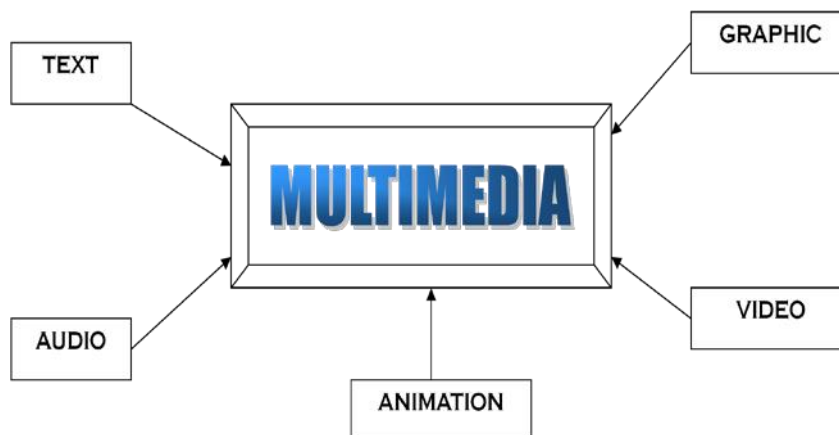 GRAPHIC
TEXT
MULTIMEDIA
AUDIO
VIDEO
ANIMATION